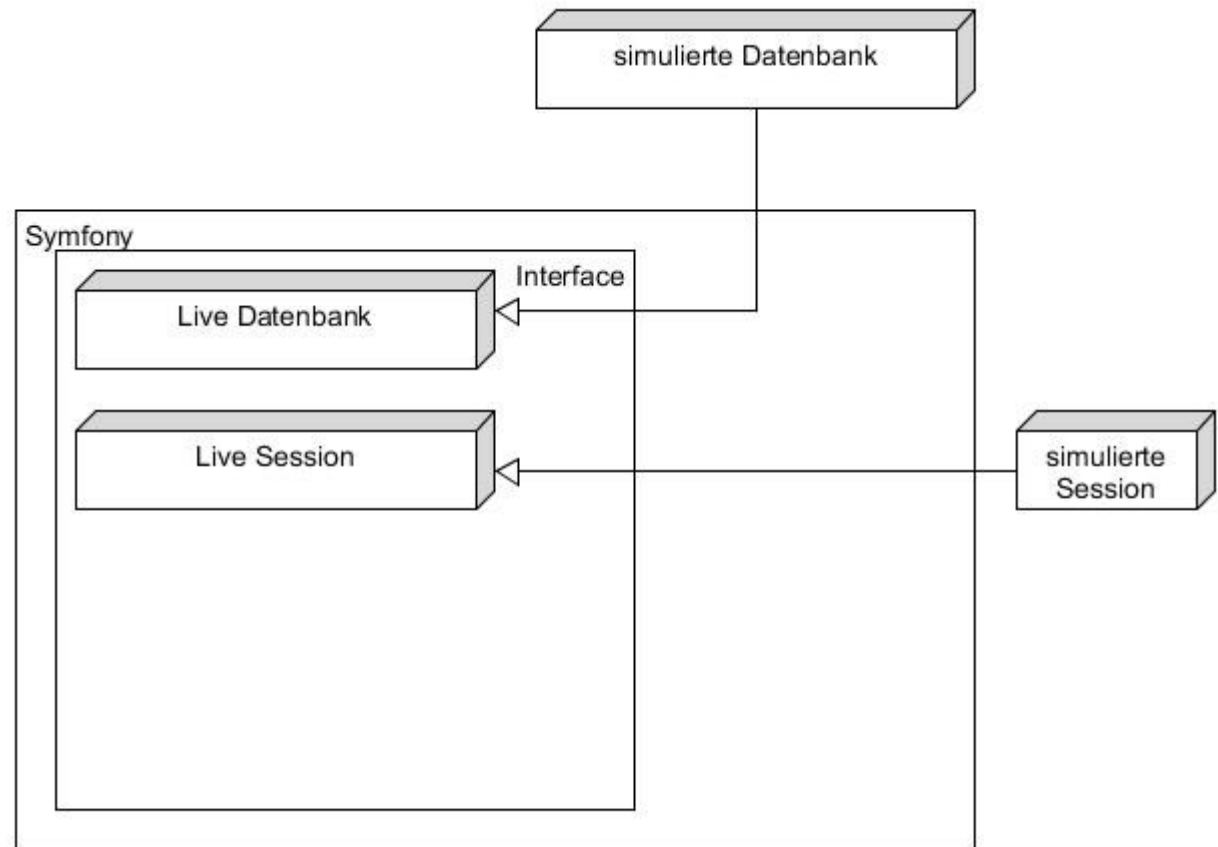 simulierte Datenbank
Symfony
Interface
Live Datenbank
Live Session
simulierte
Session